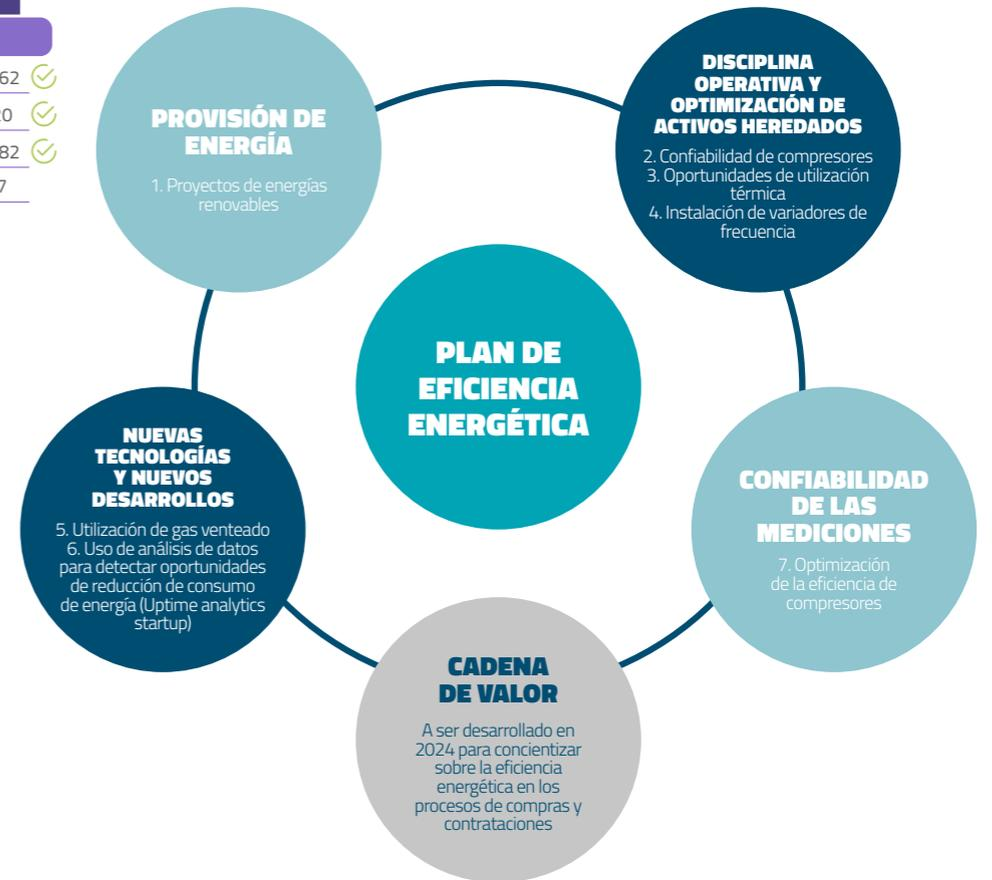 62
20
82
7
PROVISIÓN DE
ENERGÍA
1. Proyectos de energías
renovables
DISCIPLINA
OPERATIVA Y
OPTIMIZACIÓN DE
ACTIVOS HEREDADOS
2. Confiabilidad de compresores
3. Oportunidades de utilización
térmica
4. Instalación de variadores de
frecuencia
PLAN DE
EFICIENCIA
ENERGÉTICA
NUEVAS
TECNOLOGÍAS
Y NUEVOS
DESARROLLOS
5. Utilización de gas venteado
6. Uso de análisis de datos
para detectar oportunidades
de reducción de consumo
de energía (Uptime analytics
startup)
CONFIABILIDAD
DE LAS
MEDICIONES
7. Optimización
de la eficiencia de
compresores
CADENA
DE VALOR
A ser desarrollado en
2024 para concientizar
sobre la eficiencia
energética en los
procesos de compras y
contrataciones